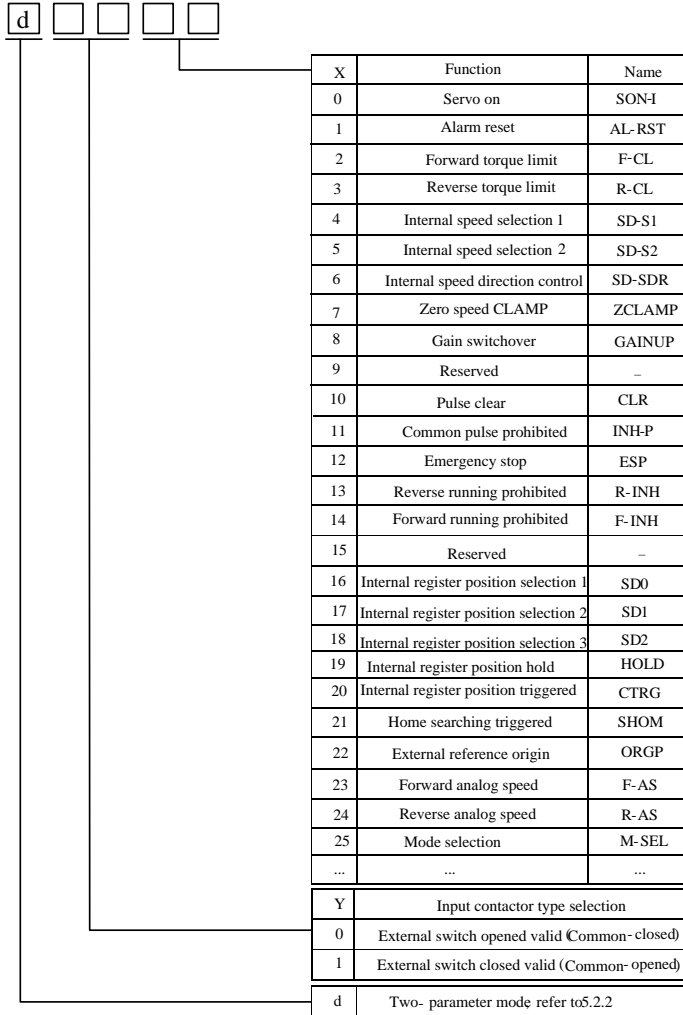 d
X Function Name
0 Servo on SON-I
1 Alarm reset AL-RST
2 Forward torque limit F-CL
3 Reverse torque limit R-CL
4 Internal speed selection 1 SD-S1
5 Internal speed selection 2 SD-S2
6 Internal speed direction control SD-SDR
7 Zero speed CLAMP ZCLAMP
8 Gain switchover GAINUP
9 Reserved –
10 Pulse clear CLR
11 Common pulse prohibited INH-P
12 Emergency stop ESP
13 Reverse running prohibited R-INH
14 Forward running prohibited F-INH
15 Reserved –
16 Internal register position selection 1 SD0
17 Internal register position selection 2 SD1
18 Internal register position selection 3 SD2
19 Internal register position hold HOLD
20 Internal register position triggered CTRG
21 Home searching triggered SHOM
22 External reference origin ORGP
23 Forward analog speed F-AS
24 Reverse analog speed R-AS
25 Mode selection M-SEL
... ... ...
Y Input contactor type selection
0 External switch opened valid (Common-closed)
1 External switch closed valid (Common-opened)
d Two-parameter mode, refer to5.2.2